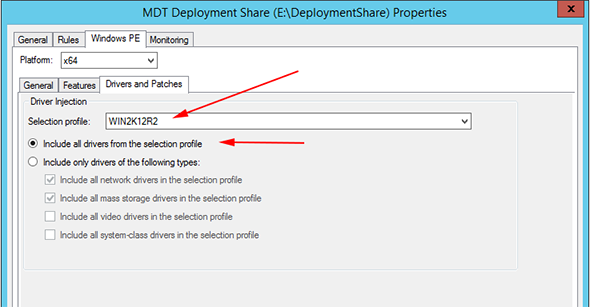 MDT Deployment Share (E:\DeploymentShare) Properties
x
General Rules Windows PE Monitoring
Platform: x64
General Features Drivers and Patches
Driver Injection
Selection profile: WIN2K12R2
Include all drivers from the selection profile
Include only drivers of the following types:
Include all network drivers in the selection profile
Include all mass storage drivers in the selection profile
Include all video drivers in the selection profile
Include all system-class drivers in the selection profile